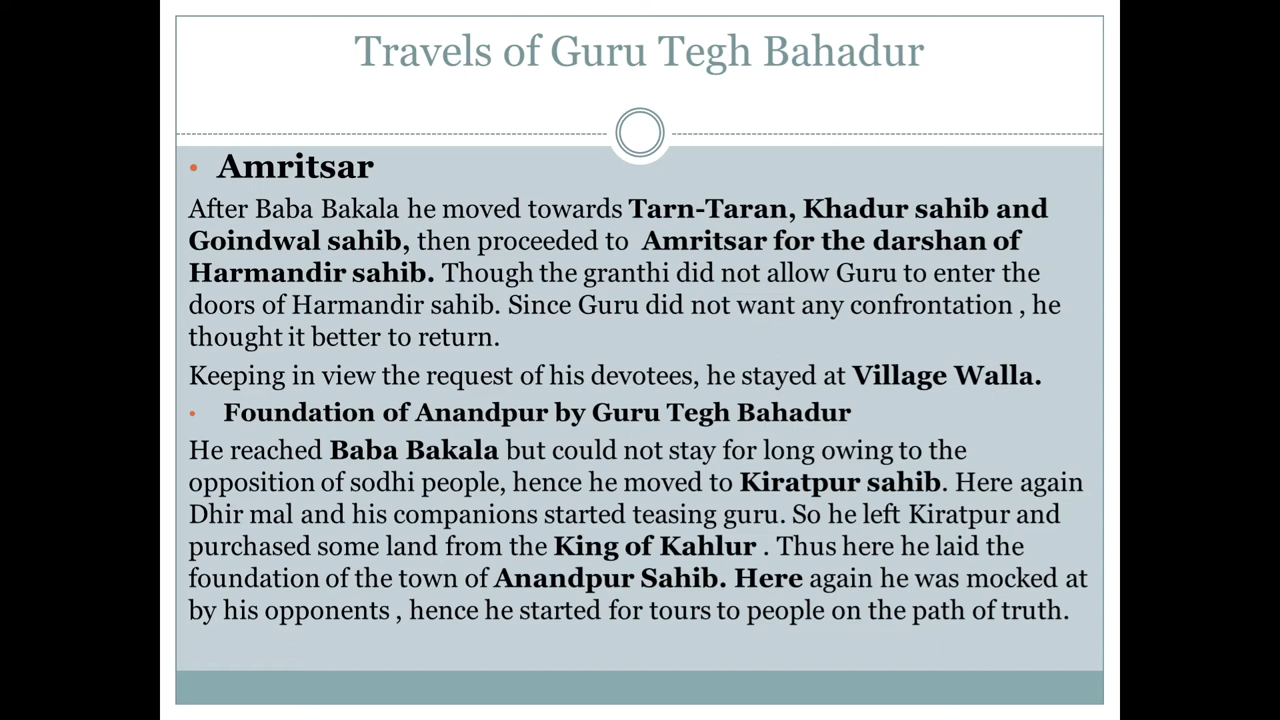 Travels of Guru Tegh Bahadur
• Amritsar
After Baba Bakala he moved towards Tarn-Taran, Khadur sahib and
Goindwal sahib, then proceeded to Amritsar for the darshan of
Harmandir sahib. Though the granthi did not allow Guru to enter the
doors of Harmandir sahib. Since Guru did not want any confrontation , he
thought it better to return.
Keeping in view the request of his devotees, he stayed at Village Walla.
• Foundation of Anandpur by Guru Tegh Bahadur
He reached Baba Bakala but could not stay for long owing to the
opposition of sodhi people, hence he moved to Kiratpur sahib. Here again
Dhir mal and his companions started teasing guru. So he left Kiratpur and
purchased some land from the King of Kahlur . Thus here he laid the
foundation of the town of Anandpur Sahib. Here again he was mocked at
by his opponents , hence he started for tours to people on the path of truth.